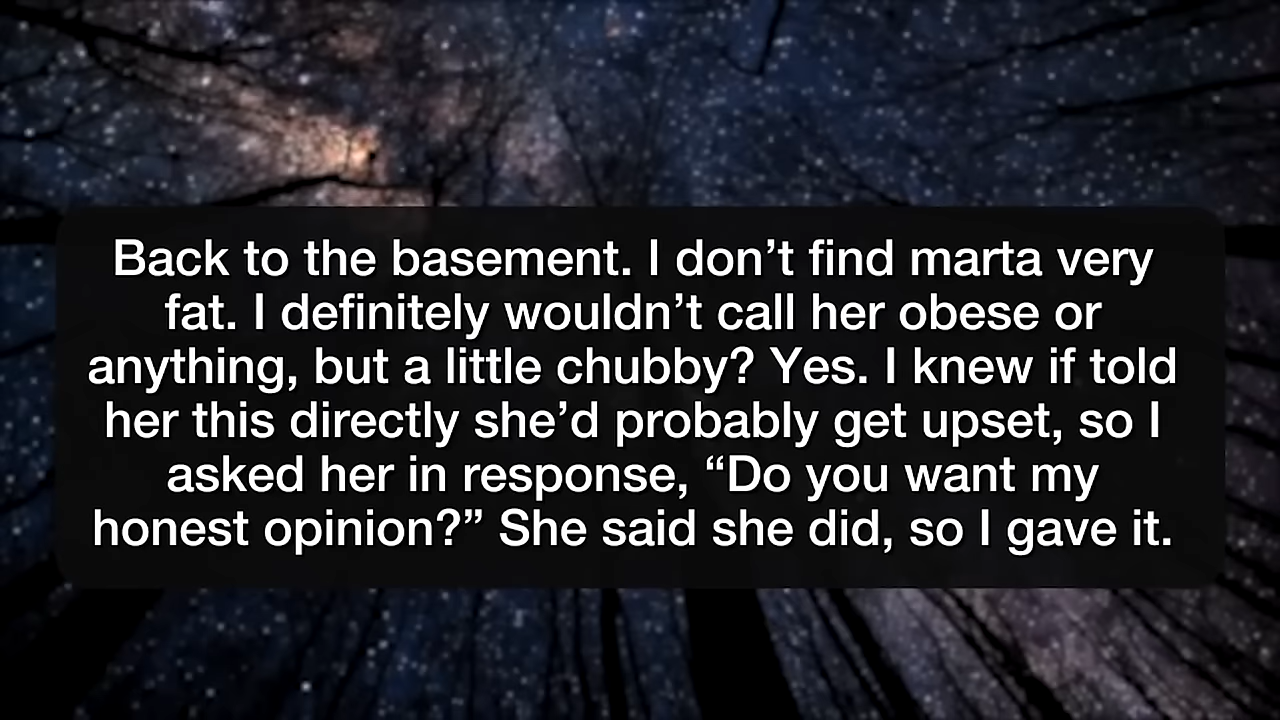 Back to the basement. I don’t find marta very
fat. I definitely wouldn’t call her obese or
anything, but a little chubby? Yes. I knew if told
her this directly she’d probably get upset, so I
asked her in response, “Do you want my
honest opinion?” She said she did, so I gave it.